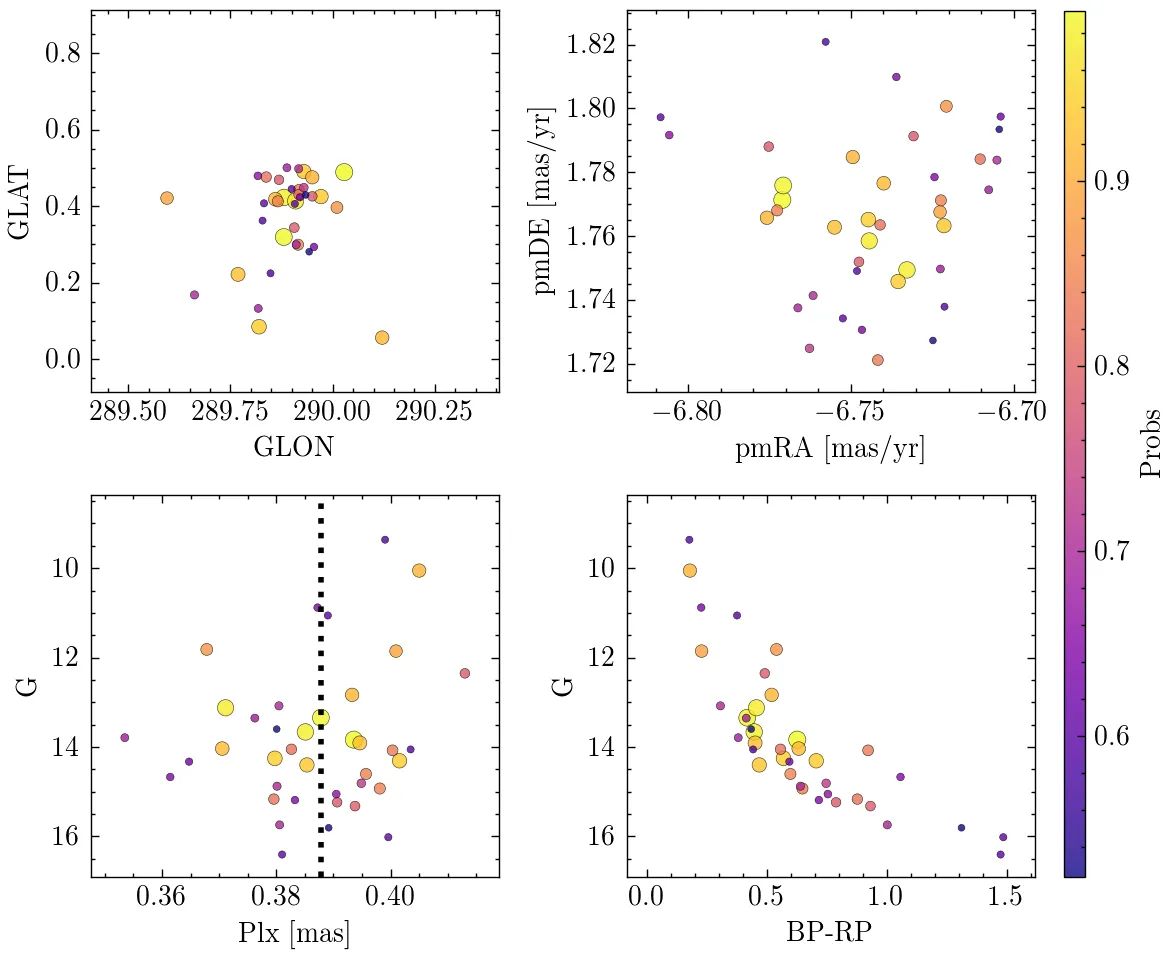 0.8
0.6
0.4
0.2
0.0
GLAT
289.50 289.75 290.00 290.25
GLON
1.82
1.80
1.78
1.76
1.74
1.72
pmDE [mas/yr]
−6.80 −6.75 −6.70
pmRA [mas/yr]
10
12
14
16
G
0.36 0.38 0.40
Plx [mas]
10
12
14
16
G
0.0 0.5 1.0 1.5
BP-RP
0.9
0.8
0.7
0.6
Probs